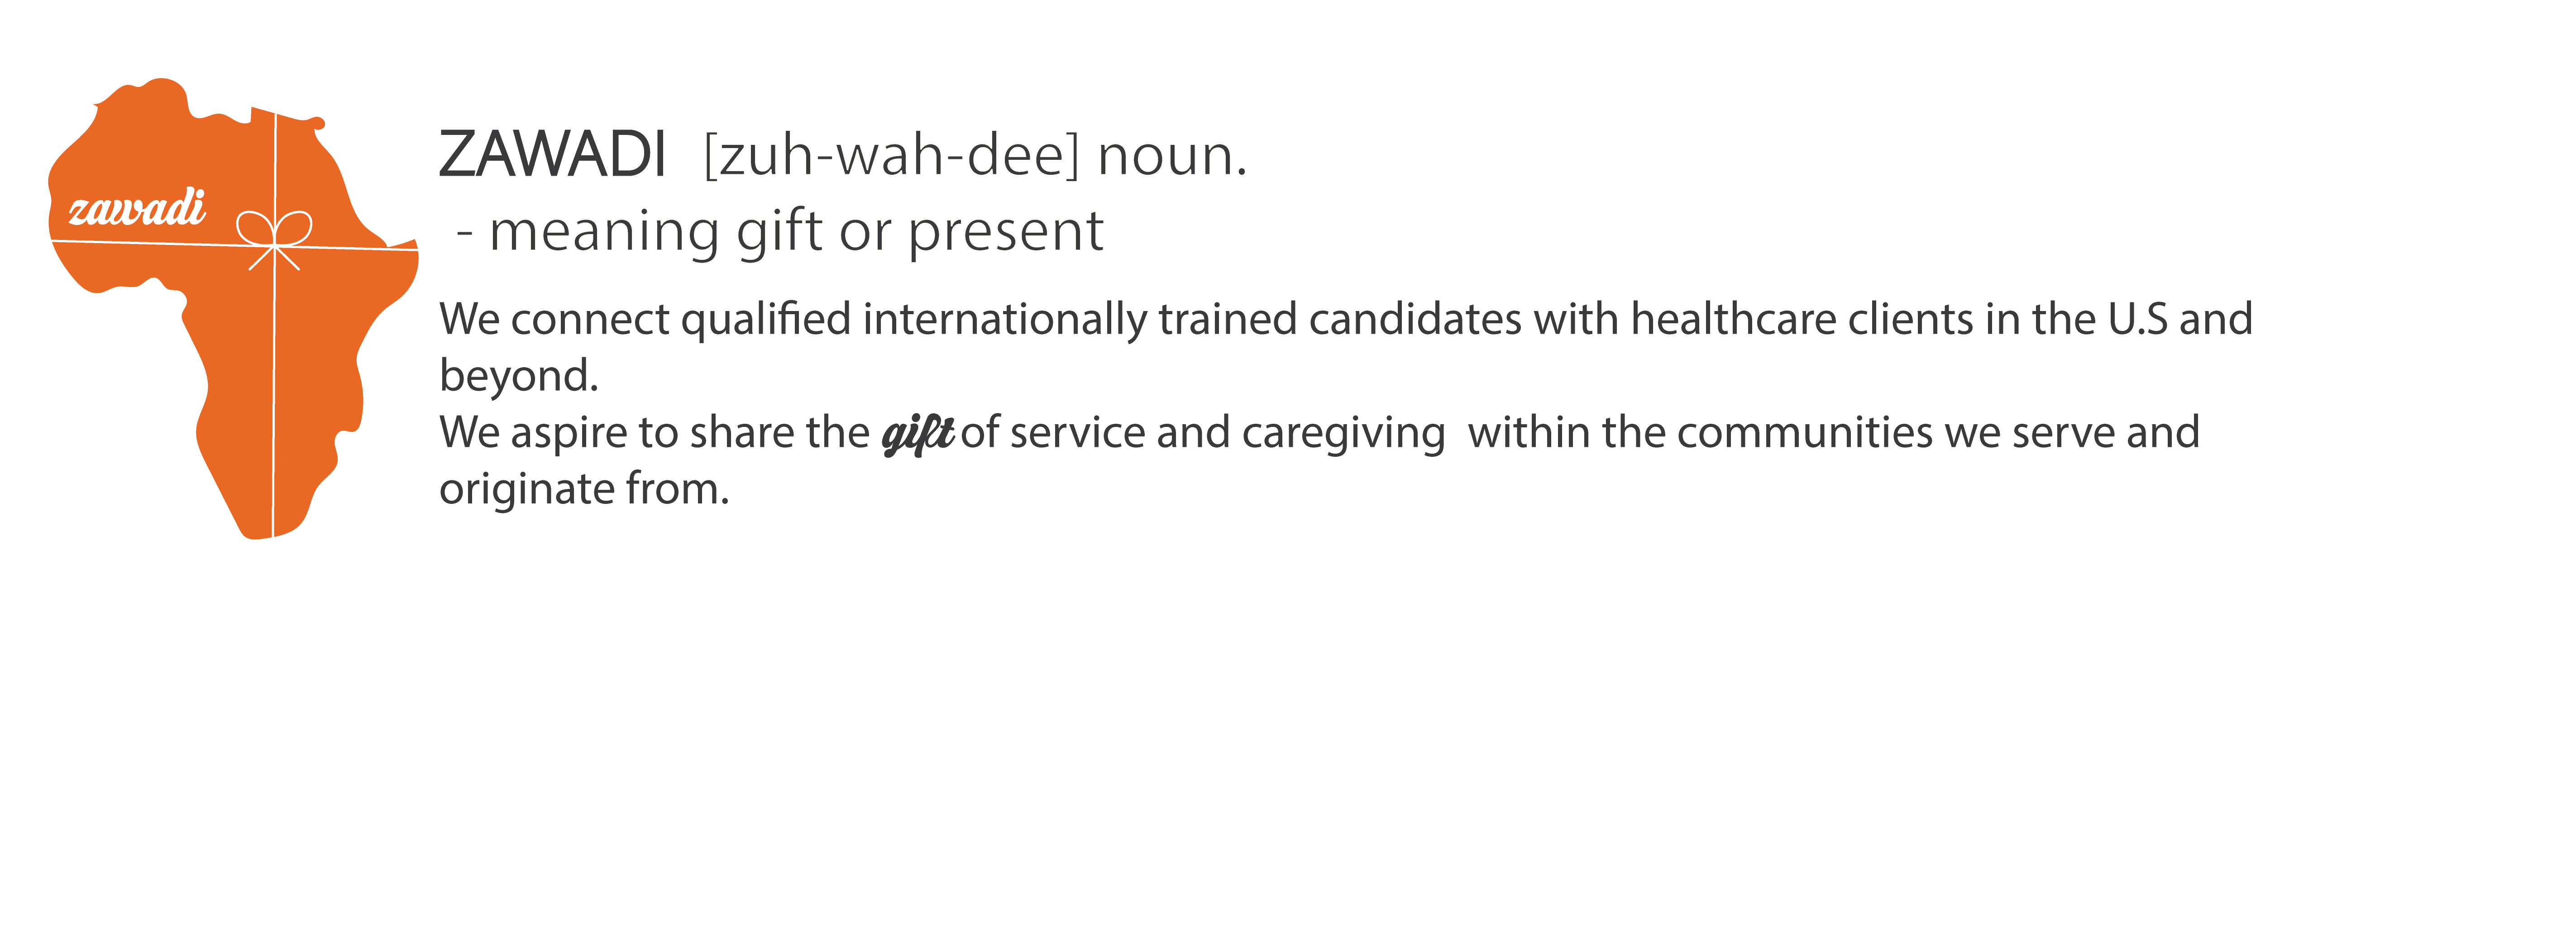 zawadi
ZAWADI [zuh-wah-dee] noun.
- meaning gift or present
We connect qualified internationally trained candidates with healthcare clients in the U.S and
beyond.
We aspire to share the gift of service and caregiving  within the communities we serve and
originate from.